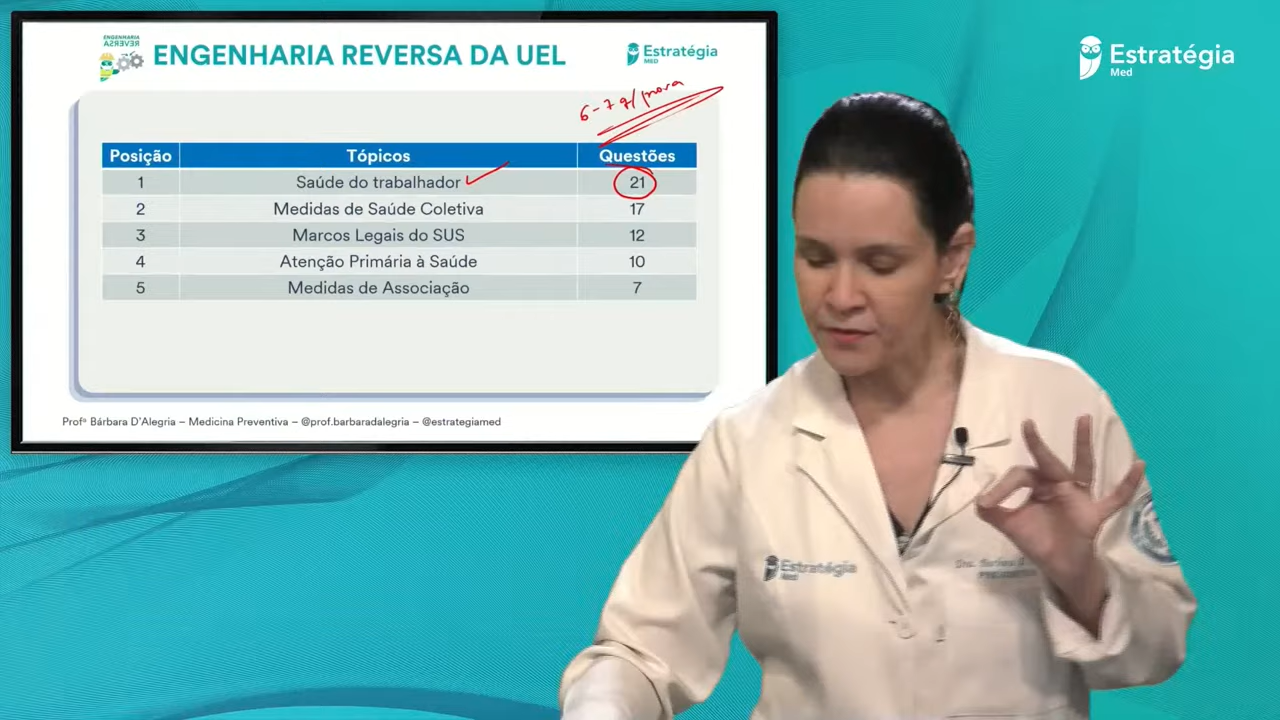 ENGENHARIA
REVERSA
ENGENHARIA REVERSA DA UEL
Estratégia
MED
Estratégia
Med
6-7 q/prova
Posição Tópicos Questões
1 Saúde do trabalhador 21
2 Medidas de Saúde Coletiva 17
3 Marcos Legais do SUS 12
4 Atenção Primária à Saúde 10
5 Medidas de Associação 7
Profª Bárbara D'Alegria – Medicina Preventiva – @prof.barbaradalegria – @estrategiamed
Estratégia
Med